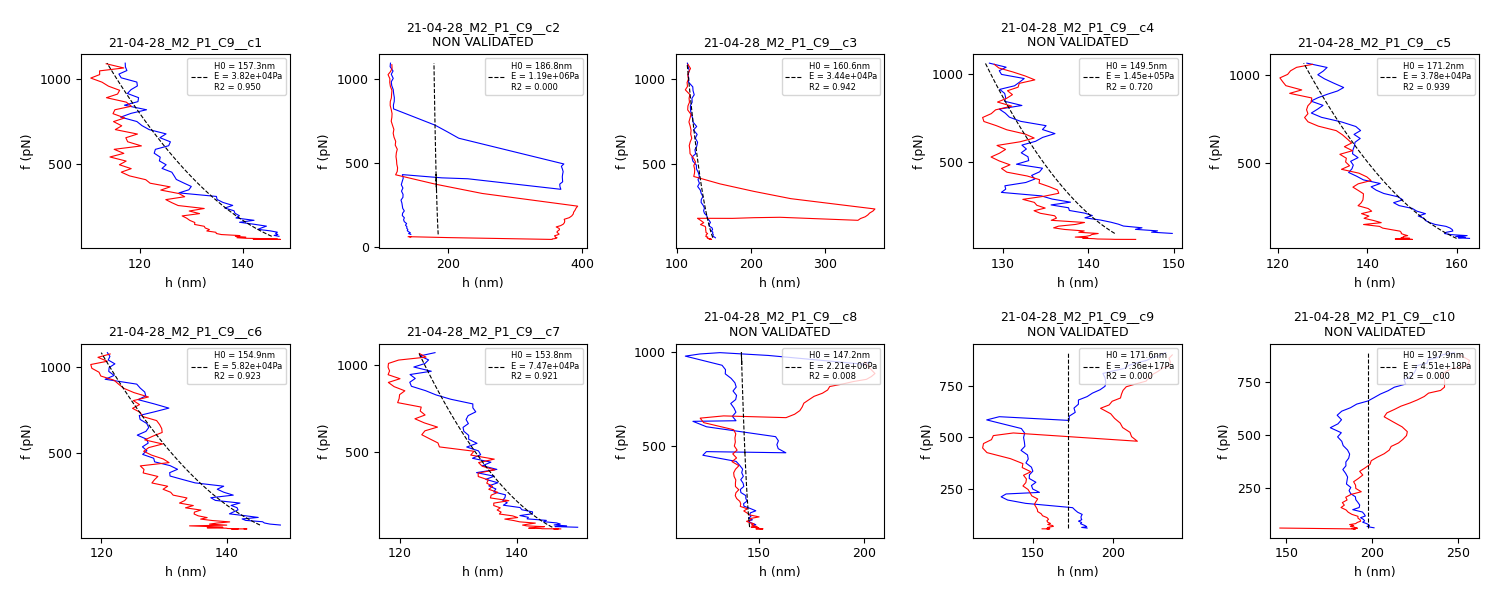 21-04-28_M2_P1_C9__c1
H0 = 157.3nm
E = 3.82e+04Pa
R2 = 0.950
1000
500
f (pN)
120 140
h (nm)
21-04-28_M2_P1_C9__c2
NON VALIDATED
H0 = 186.8nm
E = 1.19e+06Pa
R2 = 0.000
1000
500
0
f (pN)
200 400
h (nm)
21-04-28_M2_P1_C9__c3
H0 = 160.6nm
E = 3.44e+04Pa
R2 = 0.942
1000
500
f (pN)
100 200 300
h (nm)
21-04-28_M2_P1_C9__c4
NON VALIDATED
H0 = 149.5nm
E = 1.45e+05Pa
R2 = 0.720
1000
500
f (pN)
130 140 150
h (nm)
21-04-28_M2_P1_C9__c5
H0 = 171.2nm
E = 3.78e+04Pa
R2 = 0.939
1000
500
f (pN)
120 140 160
h (nm)
21-04-28_M2_P1_C9__c6
H0 = 154.9nm
E = 5.82e+04Pa
R2 = 0.923
1000
500
f (pN)
120 140
h (nm)
21-04-28_M2_P1_C9__c7
H0 = 153.8nm
E = 7.47e+04Pa
R2 = 0.921
1000
500
f (pN)
120 140
h (nm)
21-04-28_M2_P1_C9__c8
NON VALIDATED
H0 = 147.2nm
E = 2.21e+06Pa
R2 = 0.008
1000
500
f (pN)
150 200
h (nm)
21-04-28_M2_P1_C9__c9
NON VALIDATED
H0 = 171.6nm
E = 7.36e+17Pa
R2 = 0.000
750
500
250
f (pN)
150 200
h (nm)
21-04-28_M2_P1_C9__c10
NON VALIDATED
H0 = 197.9nm
E = 4.51e+18Pa
R2 = 0.000
750
500
250
f (pN)
150 200 250
h (nm)